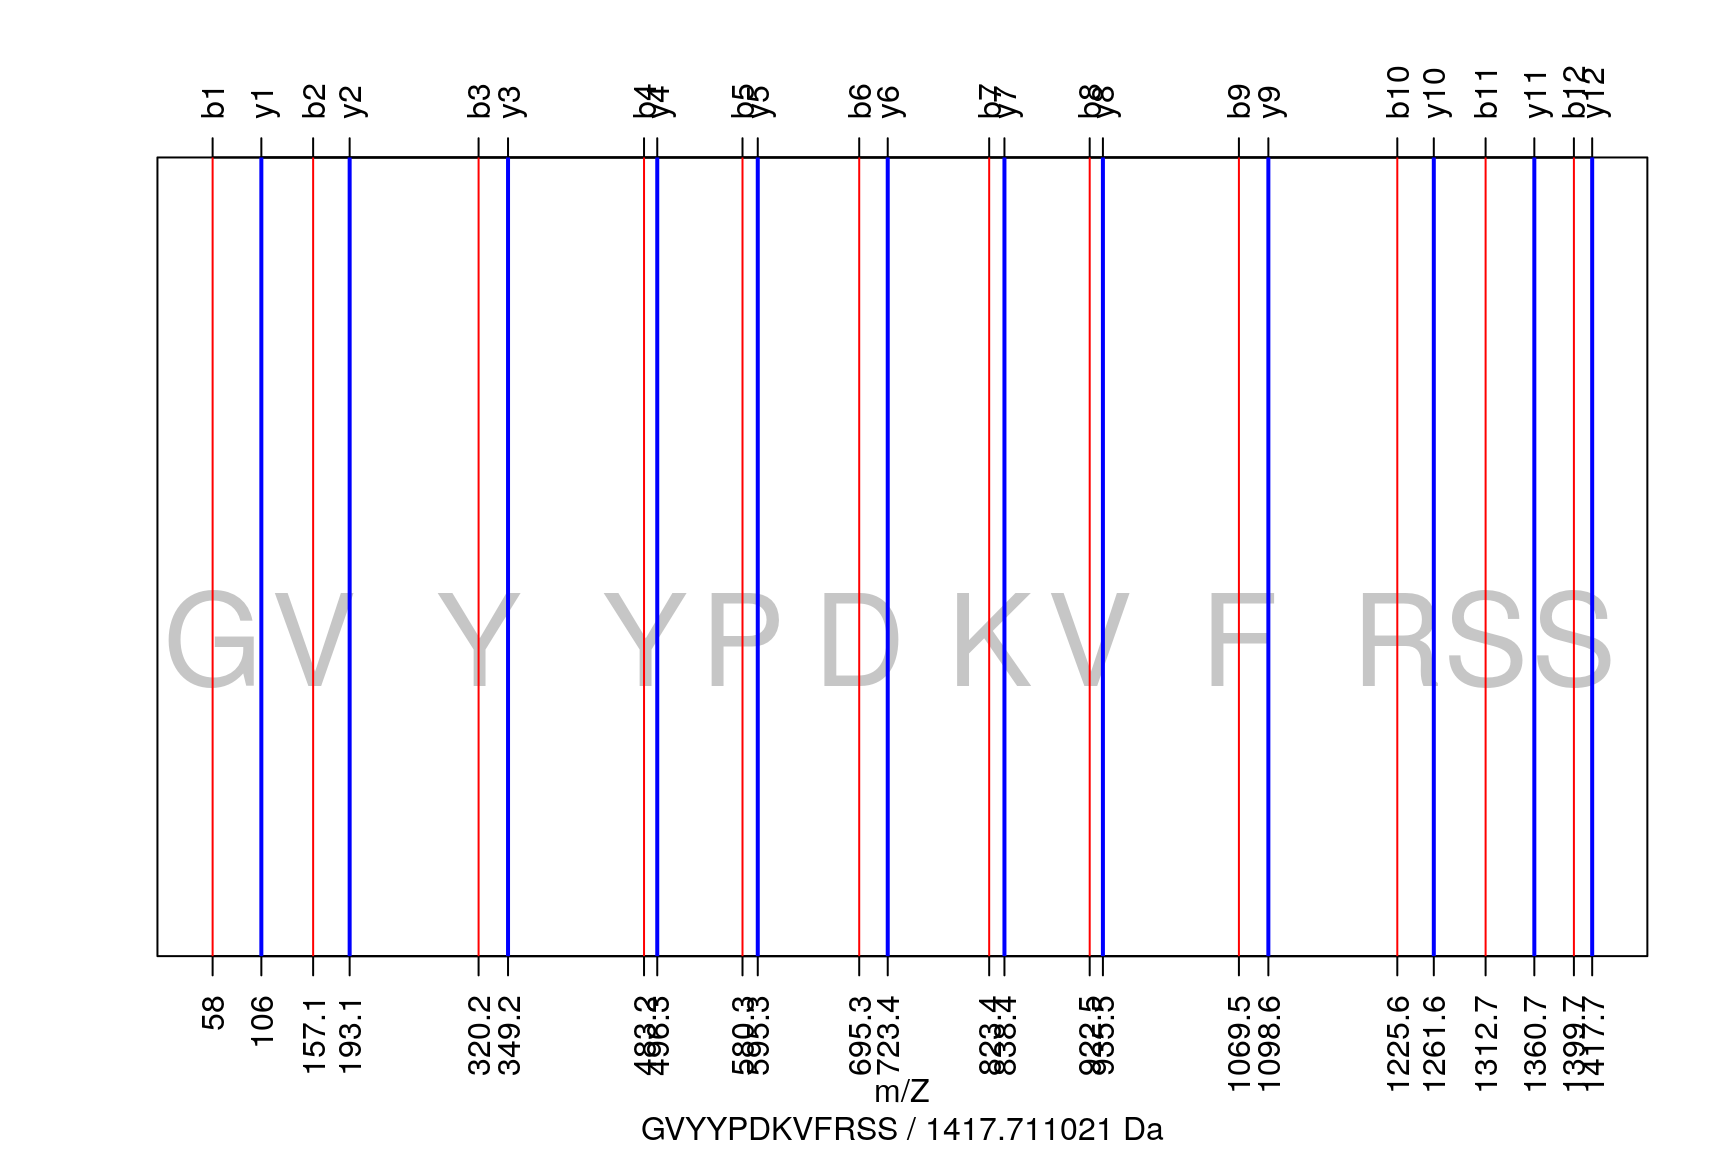 b1 y1 b2 y2 b3 y3 b4 y4 b5 y5 b6 y6 b7 y7 b8 y8 b9 y9 b10 y10 b11 y11 b12 y12
G V Y Y P D K V F R S S
58 106 157.1 193.1 320.2 349.2 483.2 496.3 580.3 595.3 695.3 723.4 823.4 838.4 922.5 935.5 1069.5 1098.6 1225.6 1261.6 1312.7 1360.7 1399.7 1417.7
m/Z
GVYYPDKVFRSS / 1417.711021 Da